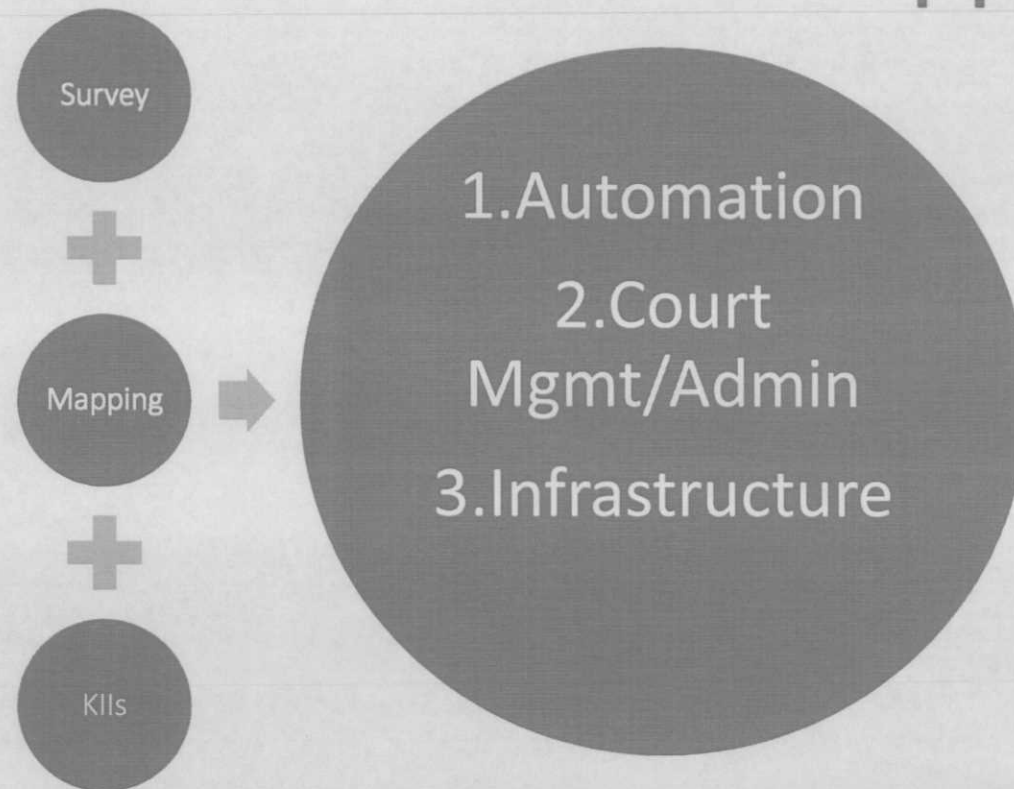 Survey
Mapping
KIIs
1.Automation
2.Court
Mgmt/Admin
3.Infrastructure